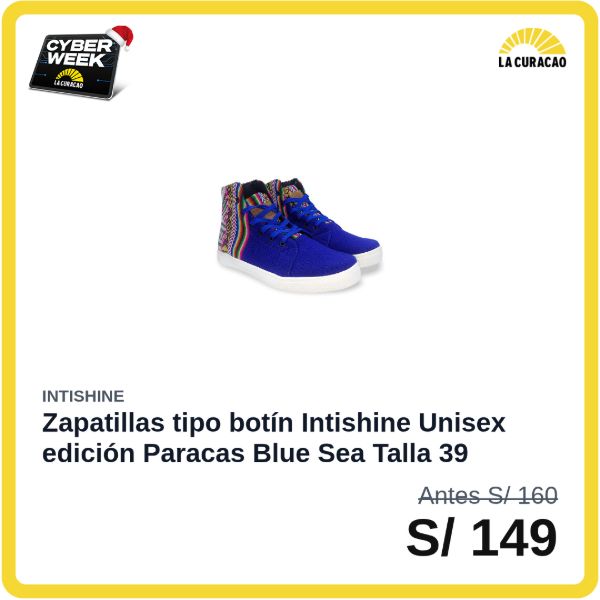 CYBER
WEEK
LA CURACAO
LA CURACAO
INTISHINE
Zapatillas tipo botín Intishine Unisex
edición Paracas Blue Sea Talla 39
Antes S/ 160
S/ 149